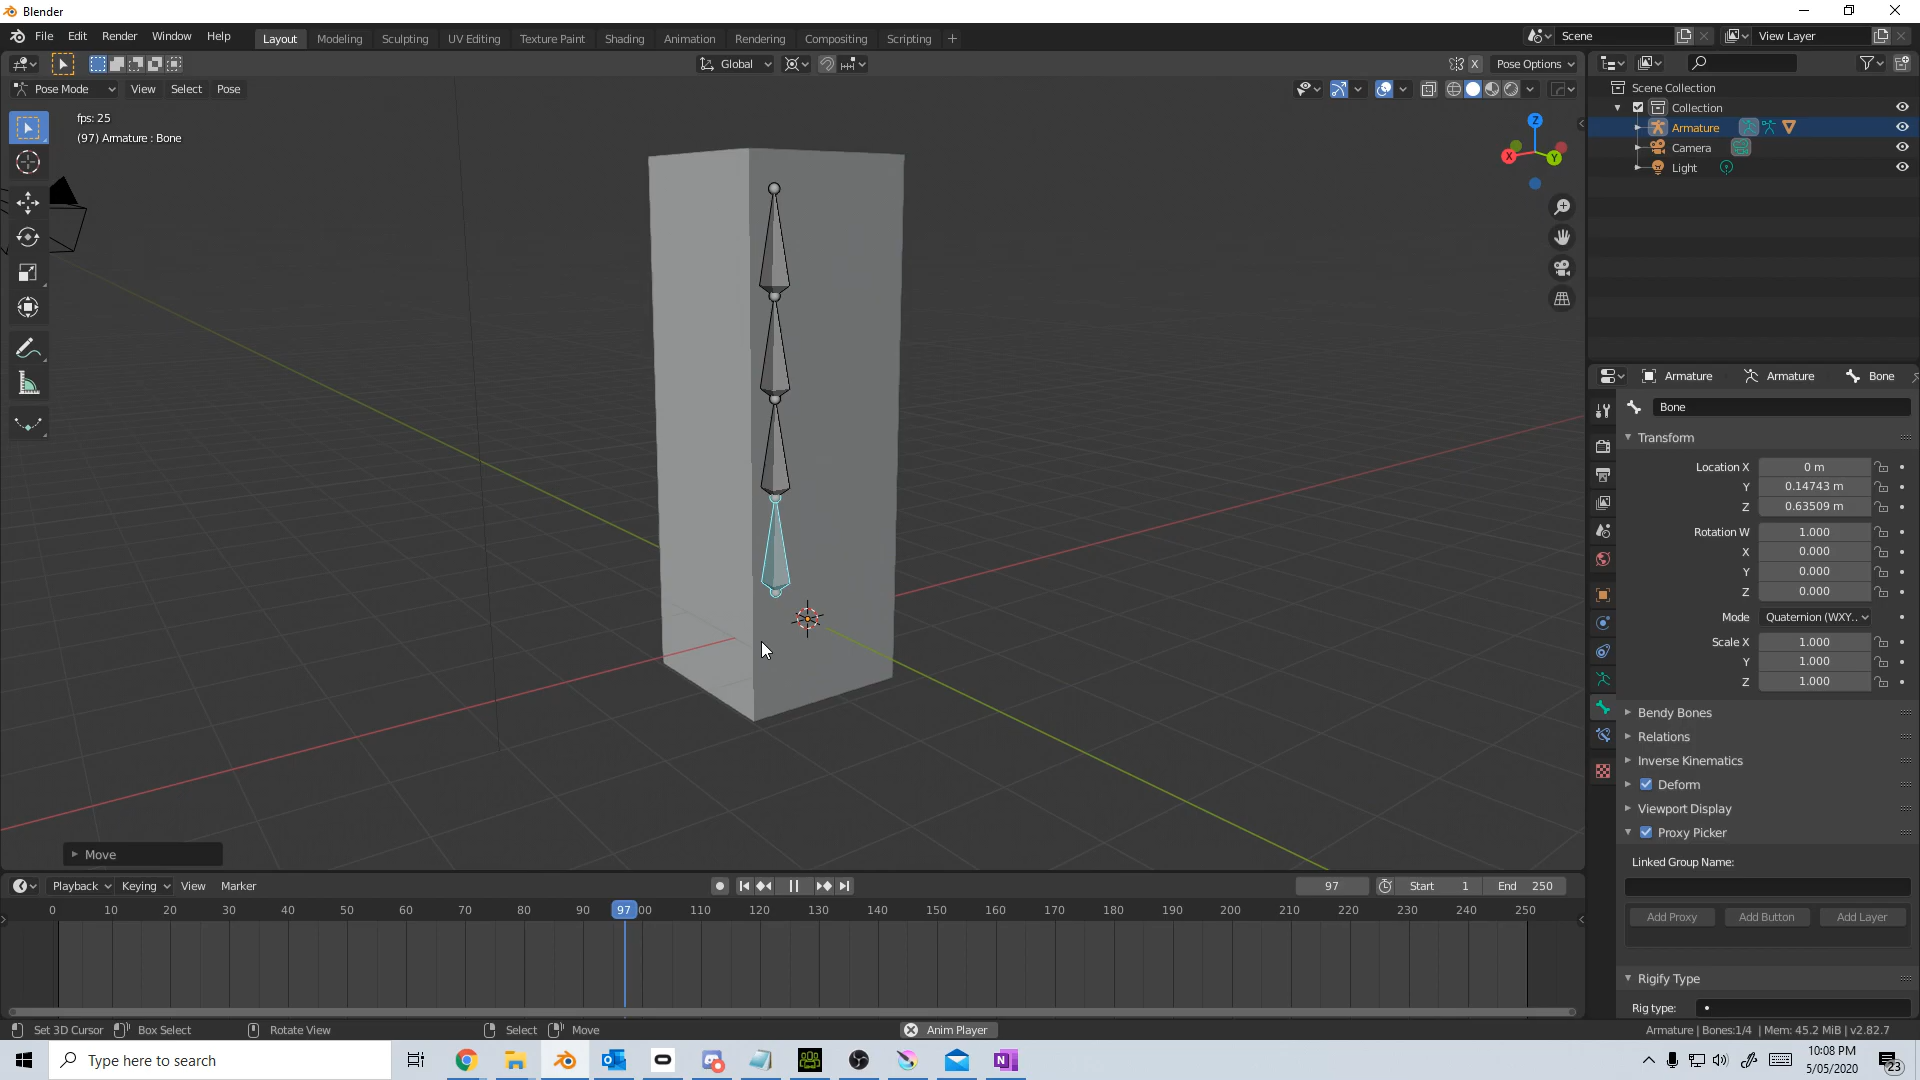 Blender
File Edit Render Window Help
Layout Modeling Sculpting UV Editing Texture Paint Shading Animation Rendering Compositing Scripting +
Scene
View Layer
Global
X
Pose Options
Pose Mode View Select Pose
fps: 25
(97) Armature : Bone
Z
X
Y
Scene Collection
Collection
Armature
Camera
Light
Armature Armature Bone
Bone
Transform
Location X 0 m
Y 0.14743 m
Z 0.63509 m
Rotation W 1.000
X 0.000
Y 0.000
Z 0.000
Mode Quaternion (WXY..
Scale X 1.000
Y 1.000
Z 1.000
Bendy Bones
Relations
Inverse Kinematics
Deform
Viewport Display
Proxy Picker
Linked Group Name:
Add Proxy Add Button Add Layer
Rigify Type
Rig type:
Move
Playback Keying View Marker
97 Start 1 End 250
0 10 20 30 40 50 60 70 80 90 97 00 110 120 130 140 150 160 170 180 190 200 210 220 230 240 250
Set 3D Cursor Box Select Rotate View Select Move Anim Player Armature | Bones:1/4 | Mem: 45.2 MiB | v2.82.7
Type here to search
10:08 PM
5/05/2020
23